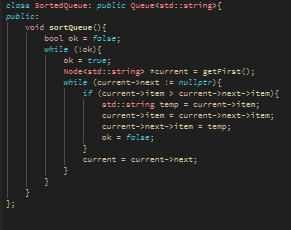 class SortedQueue: public Queue<std::string>{
public:
    void sortQueue(){
        bool ok = false;
        while (!ok){
            ok = true;
            Node<std::string> *current = getFirst();
            while (current->next != nullptr){
                if (current->item > current->next->item){
                    std::string temp = current->item;
                    current->item = current->next->item;
                    current->next->item = temp;
                    ok = false;
                }
                current = current->next;
            }
        }
    }
};